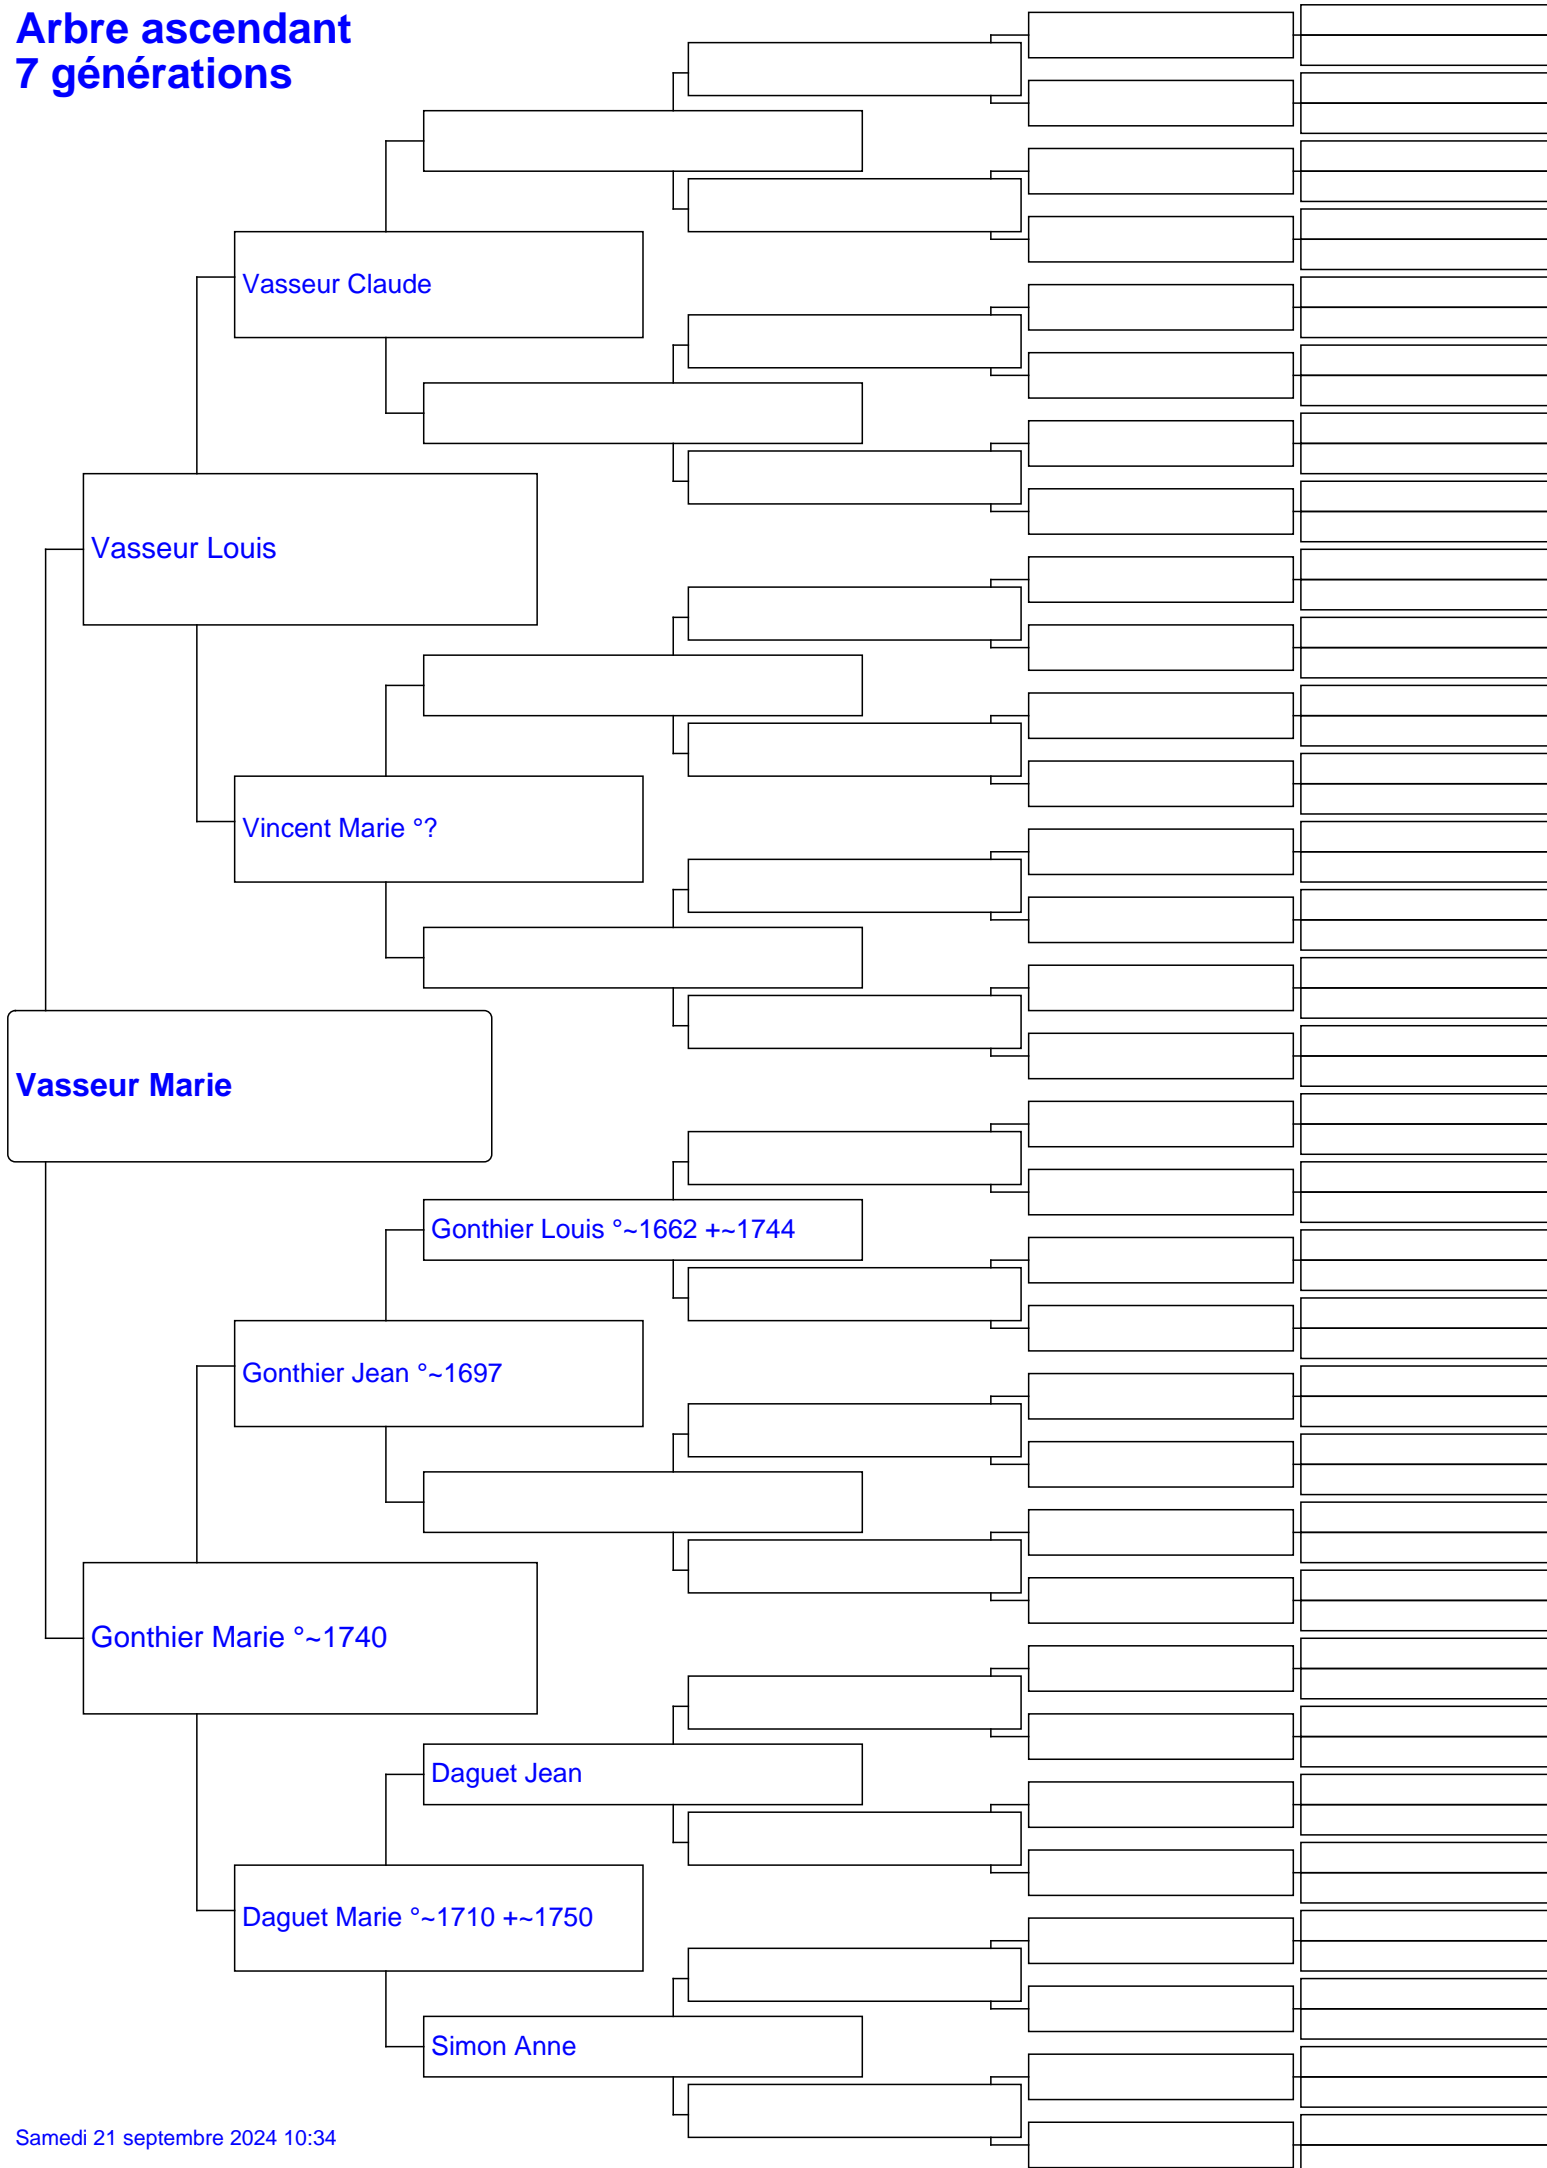 Arbre ascendant
7 générations
Vasseur Claude
Vasseur Louis
Vincent Marie °?
Vasseur Marie
Gonthier Louis °~1662 +~1744
Gonthier Jean °~1697
Gonthier Marie °~1740
Daguet Jean
Daguet Marie °~1710 +~1750
Simon Anne
Samedi 21 septembre 2024 10:34